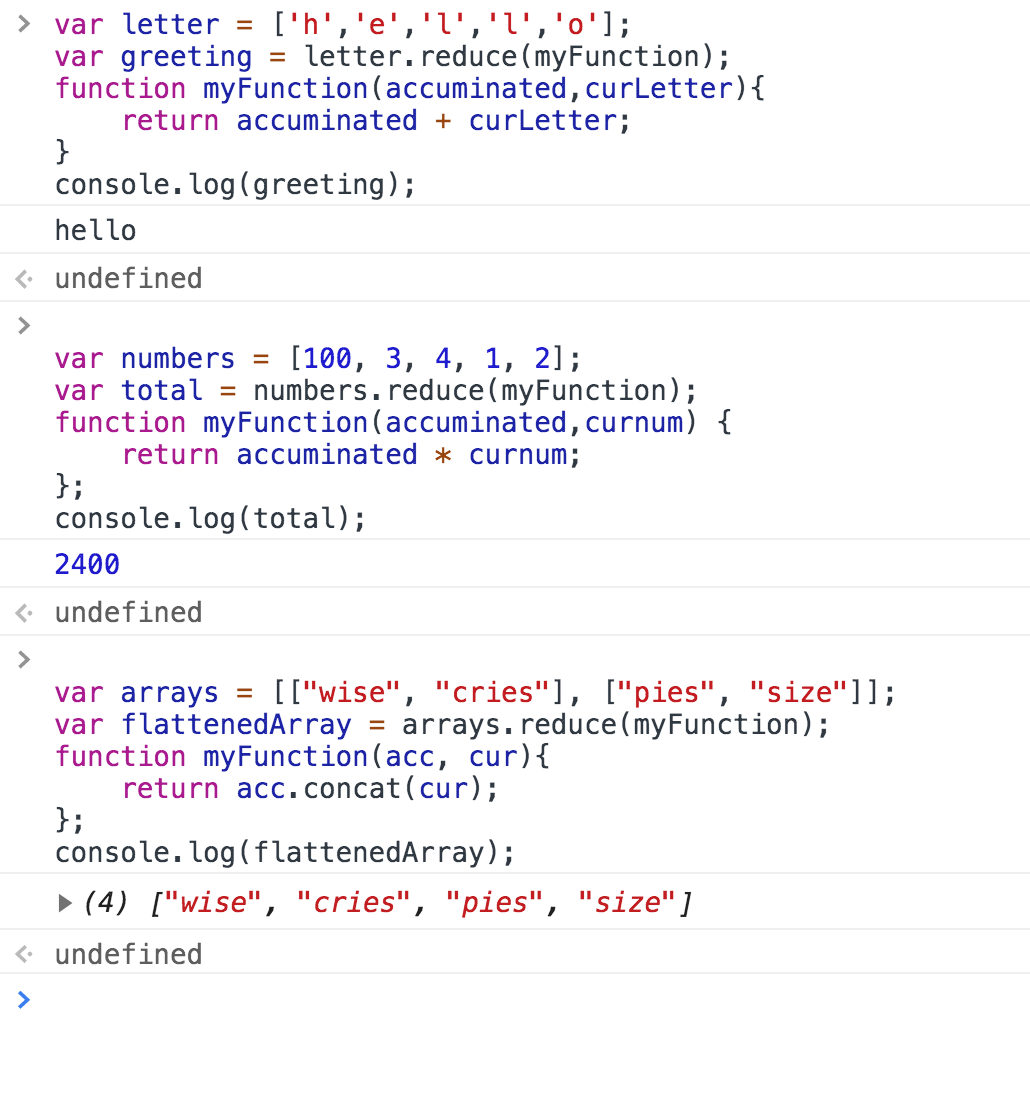 > var letter = ['h','e','l','l','o'];
var greeting = letter.reduce(myFunction);
function myFunction(accuminated,curLetter){
    return accuminated + curLetter;
}
console.log(greeting);
hello
undefined
>
var numbers = [100, 3, 4, 1, 2];
var total = numbers.reduce(myFunction);
function myFunction(accuminated,curnum) {
    return accuminated * curnum;
};
console.log(total);
2400
undefined
>
var arrays = [["wise", "cries"], ["pies", "size"]];
var flattenedArray = arrays.reduce(myFunction);
function myFunction(acc, cur){
    return acc.concat(cur);
};
console.log(flattenedArray);
(4) ["wise", "cries", "pies", "size"]
undefined
>